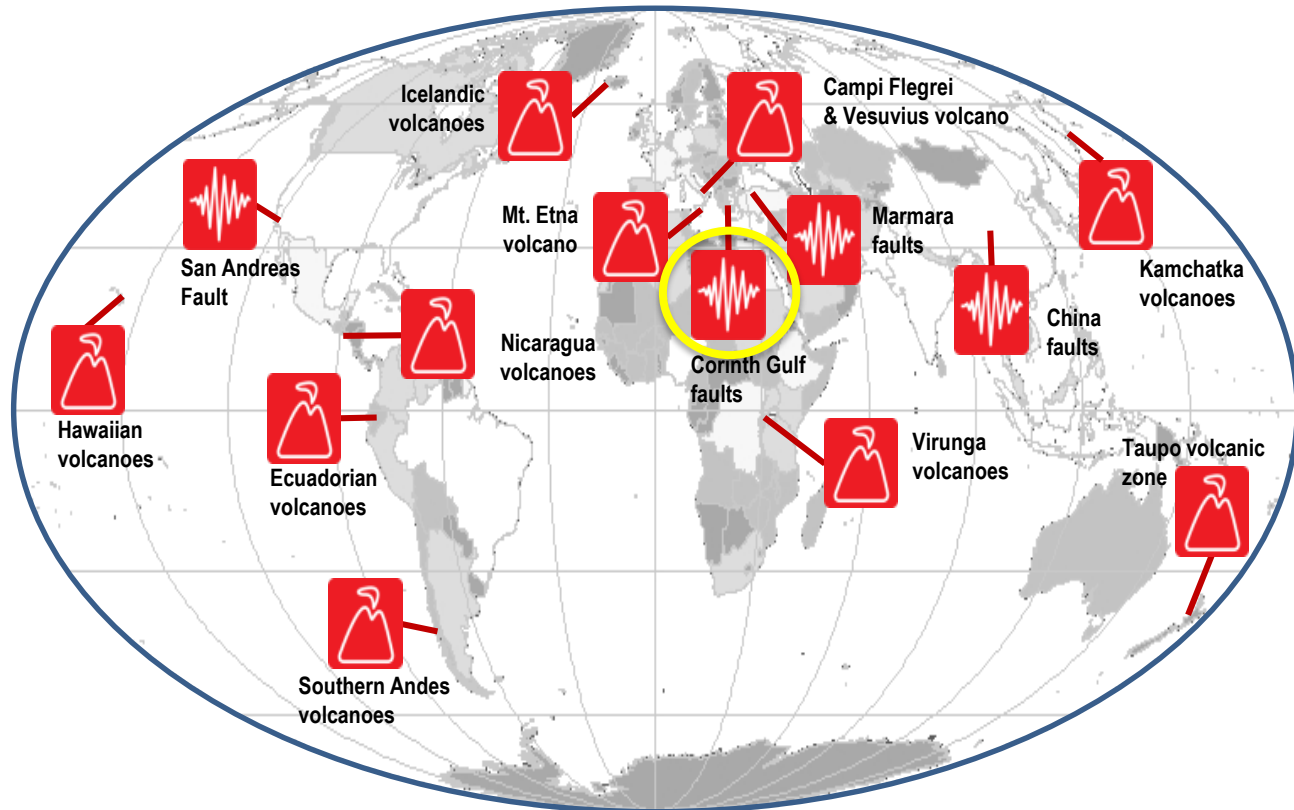 Icelandic
volcanoes
Campi Flegrei
& Vesuvius volcano
Mt. Etna
volcano
Marmara
faults
San Andreas
Fault
Kamchatka
volcanoes
Nicaragua
volcanoes
Corinth Gulf
faults
China
faults
Hawaiian
volcanoes
Ecuadorian
volcanoes
Virunga
volcanoes
Taupo volcanic
zone
Southern Andes
volcanoes